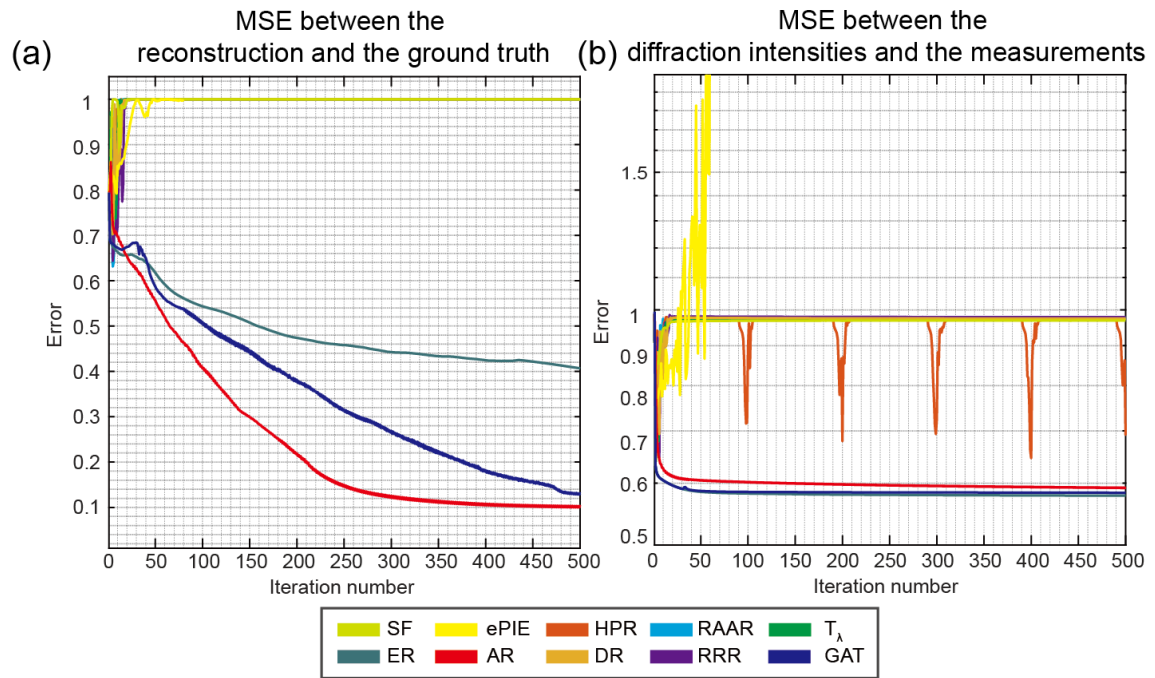 MSE between the
reconstruction and the ground truth
(a)
MSE between the
diffraction intensities and the measurements
(b)
1
0.9
0.8
0.7
0.6
0.5
0.4
0.3
0.2
0.1
Error
0 50 100 150 200 250 300 350 400 450 500
Iteration number
1.5
1
0.9
0.8
0.7
0.6
0.5
Error
0 50 100 150 200 250 300 350 400 450 500
Iteration number
SF ePIE HPR RAAR T_λ
ER AR DR RRR GAT